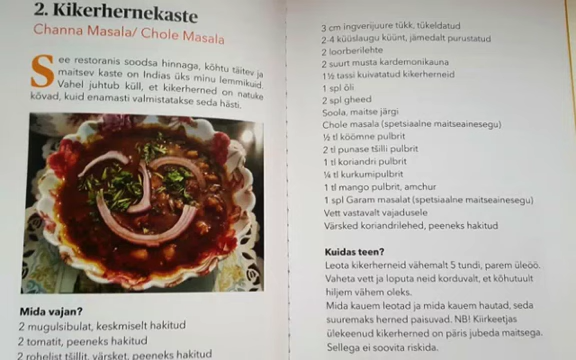 2. Kikerhernekaste
Channa Masala/ Chole Masala
See restoranis soodsa hinnaga, kõhtu täitev ja
maitsev kaste on Indias üks minu lemmikuid.
Vahel juhtub küll, et kikerherned on natuke
kõvad, kuid enamasti valmistatakse seda hästi.
Mida vajan?
2 mugulsibulat, keskmiselt hakitud
2 tomatit, peeneks hakitud
2 rohelist tšillit, värsket, peeneks hakitud
3 cm ingverijuure tükk, tükeldatud
2-4 küüslaugu küünt, jämedalt purustatud
2 loorberilehte
2 suurt musta kardemonikauna
1½ tassi kuivatatud kikerherneid
1 spl õli
2 spl gheed
Soola, maitse järgi
Chole masala (spetsiaalne maitseainesegu)
½ tl köömne pulbrit
2 tl punase tšilli pulbrit
1 tl koriandri pulbrit
¼ tl kurkumipulbrit
1 tl mango pulbrit, amchur
1 spl Garam masalat (spetsiaalne maitseainesegu)
Vett vastavalt vajadusele
Värsked koriandrilehed, peeneks hakitud
Kuidas teen?
Leota kikerherneid vähemalt 5 tundi, parem üleöö.
Vaheta vett ja loputa neid korduvalt, et kõhutuult
hiljem vähem oleks.
Mida kauem leotad ja mida kauem hautad, seda
suuremaks herned paisuvad. NB! Kiirkeetjas
ülekeenud kikerherned on päris jubeda maitsega.
Sellega ei soovita riskida.